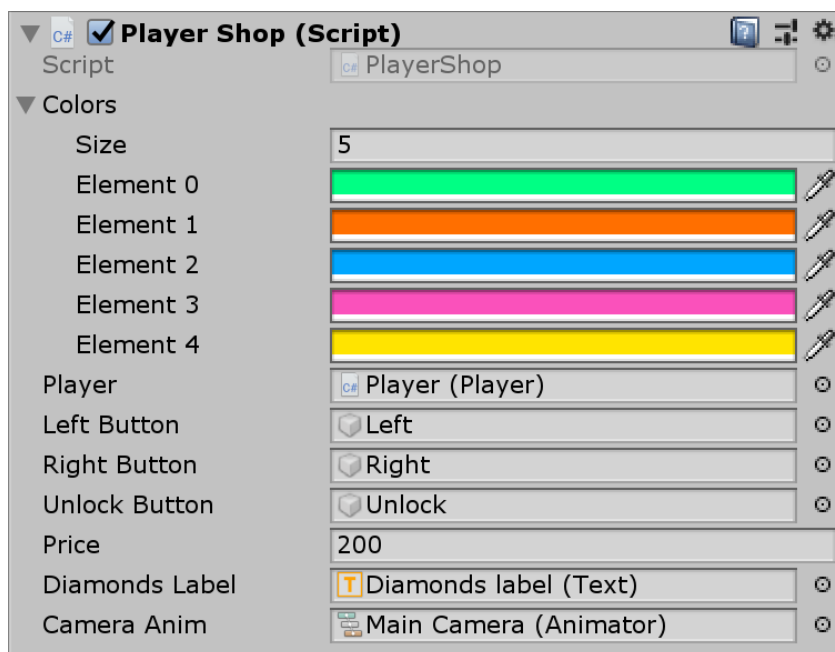 C# Player Shop (Script) ?
Script C# PlayerShop
Colors
Size 5
Element 0
Element 1
Element 2
Element 3
Element 4
Player C# Player (Player)
Left Button Left
Right Button Right
Unlock Button Unlock
Price 200
Diamonds Label T Diamonds label (Text)
Camera Anim Main Camera (Animator)